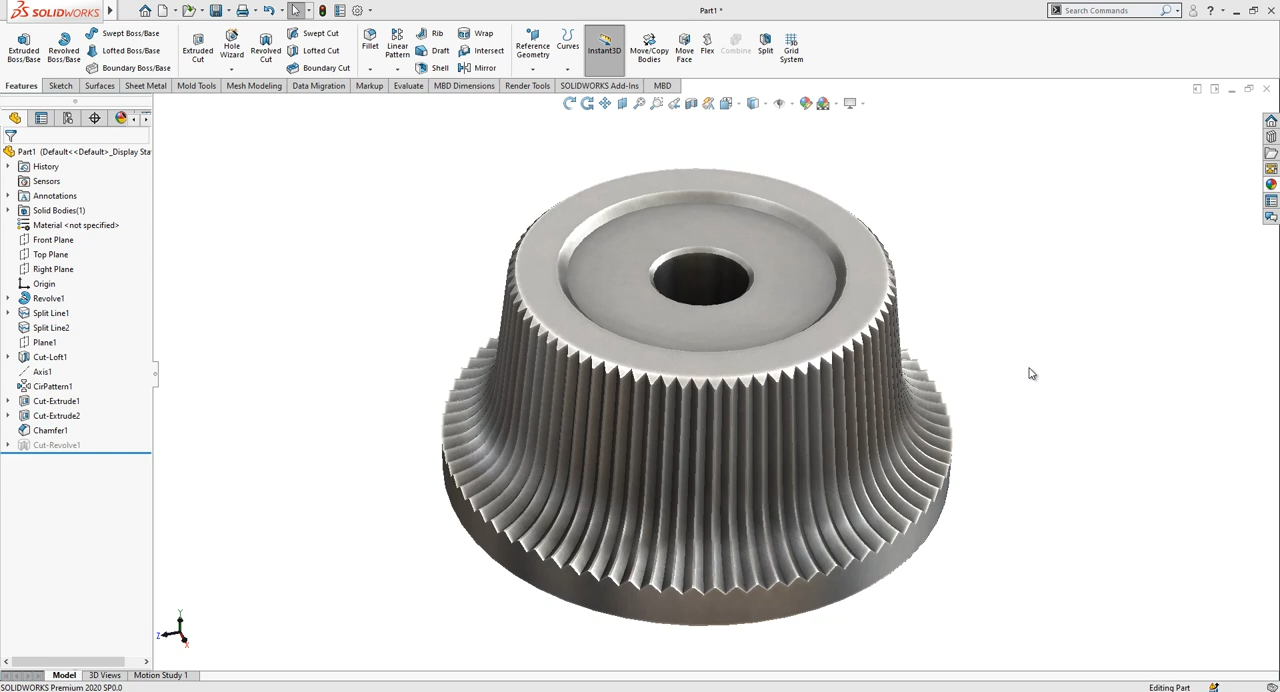 SOLIDWORKS
Part1 *
Search Commands
Extruded Boss/Base
Revolved Boss/Base
Swept Boss/Base
Lofted Boss/Base
Boundary Boss/Base
Extruded Cut
Hole Wizard
Revolved Cut
Swept Cut
Lofted Cut
Boundary Cut
Fillet
Linear Pattern
Rib
Draft
Shell
Wrap
Intersect
Mirror
Reference Geometry
Curves
Instant3D
Move/Copy Bodies
Move Face
Flex
Combine
Split
Grid System
Features Sketch Surfaces Sheet Metal Mold Tools Mesh Modeling Data Migration Markup Evaluate MBD Dimensions Render Tools SOLIDWORKS Add-Ins MBD
Part1 (Default<<Default>_Display Sta
History
Sensors
Annotations
Solid Bodies(1)
Material <not specified>
Front Plane
Top Plane
Right Plane
Origin
Revolve1
Split Line1
Split Line2
Plane1
Cut-Loft1
Axis1
CirPattern1
Cut-Extrude1
Cut-Extrude2
Chamfer1
Cut-Revolve1
Y
Z
X
Model 3D Views Motion Study 1
SOLIDWORKS Premium 2020 SP0.0
Editing Part